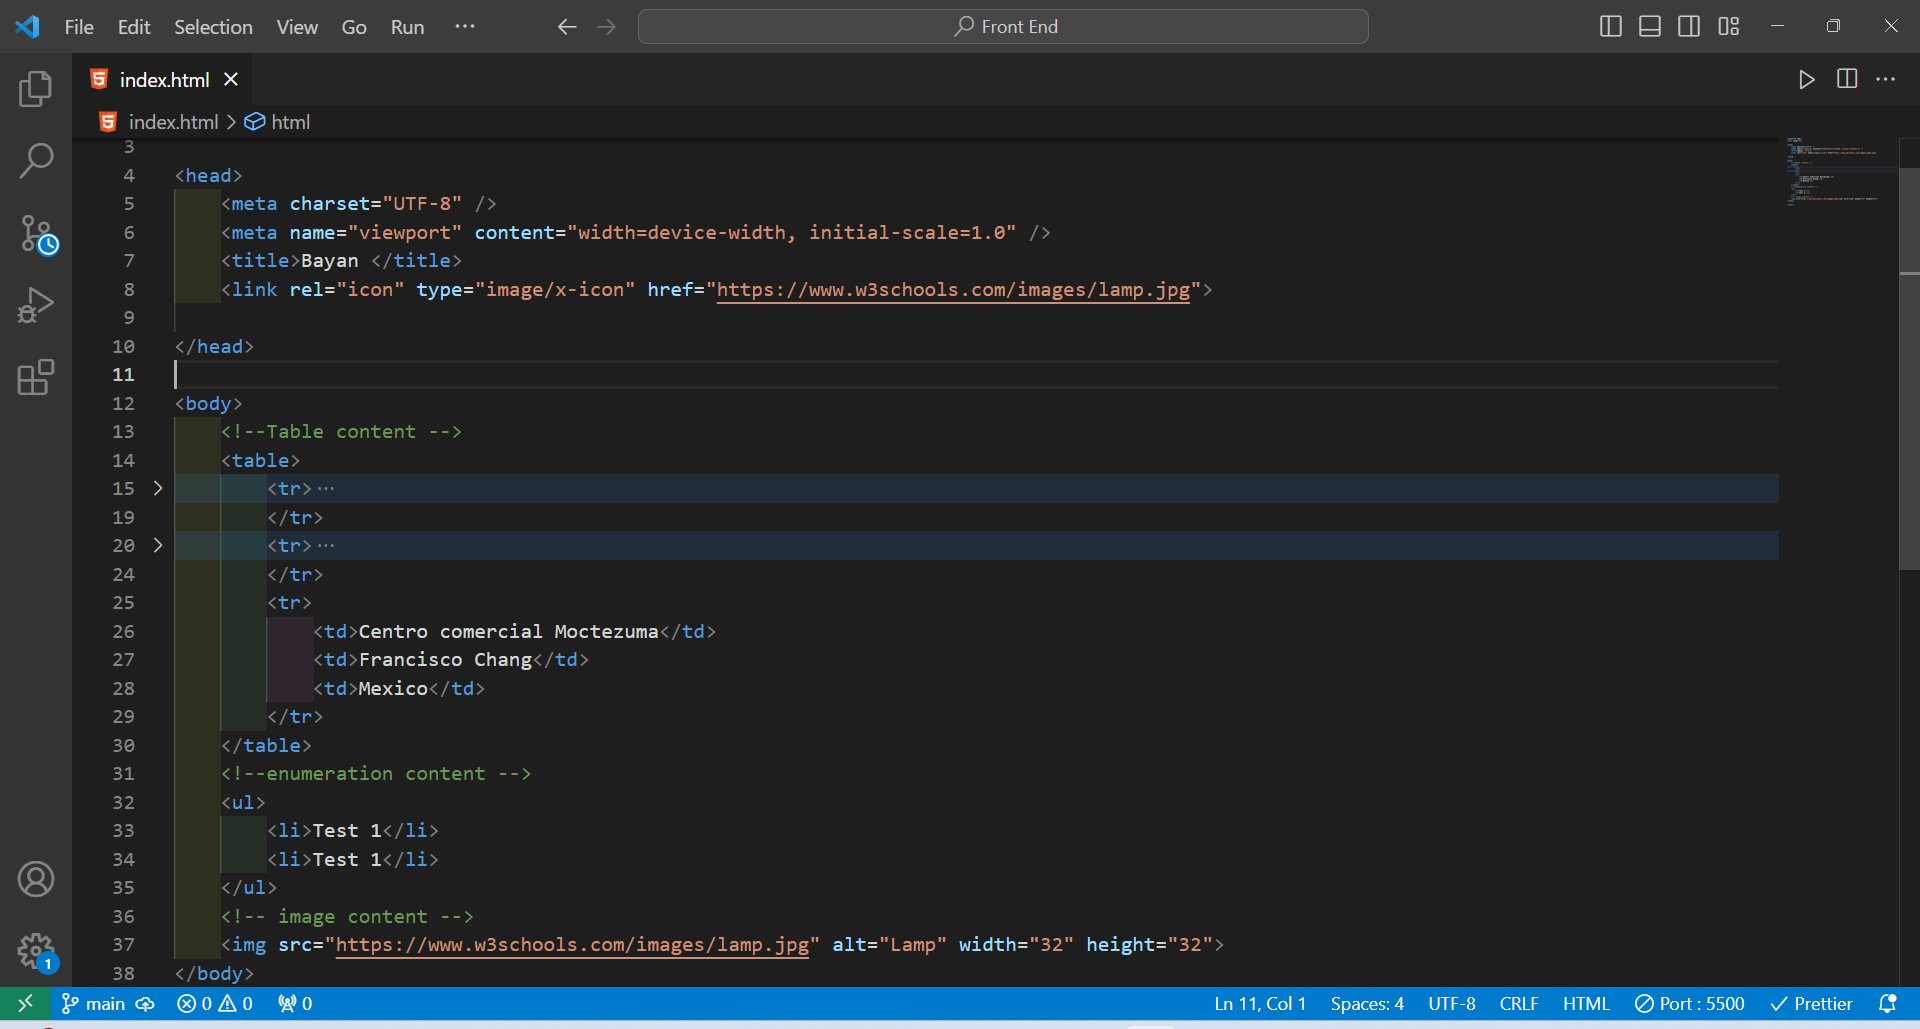 File Edit Selection View Go Run ··· Front End
index.html
index.html > html
3
4 <head>
5 <meta charset="UTF-8" />
6 <meta name="viewport" content="width=device-width, initial-scale=1.0" />
7 <title>Bayan </title>
8 <link rel="icon" type="image/x-icon" href="https://www.w3schools.com/images/lamp.jpg">
9
10 </head>
11
12 <body>
13 <!--Table content -->
14 <table>
15 <tr>···
19 </tr>
20 <tr>···
24 </tr>
25 <tr>
26 <td>Centro comercial Moctezuma</td>
27 <td>Francisco Chang</td>
28 <td>Mexico</td>
29 </tr>
30 </table>
31 <!--enumeration content -->
32 <ul>
33 <li>Test 1</li>
34 <li>Test 1</li>
35 </ul>
36 <!-- image content -->
37 <img src="https://www.w3schools.com/images/lamp.jpg" alt="Lamp" width="32" height="32">
1
38 </body>
main 0 0 0 Ln 11, Col 1 Spaces: 4 UTF-8 CRLF HTML Port : 5500 Prettier